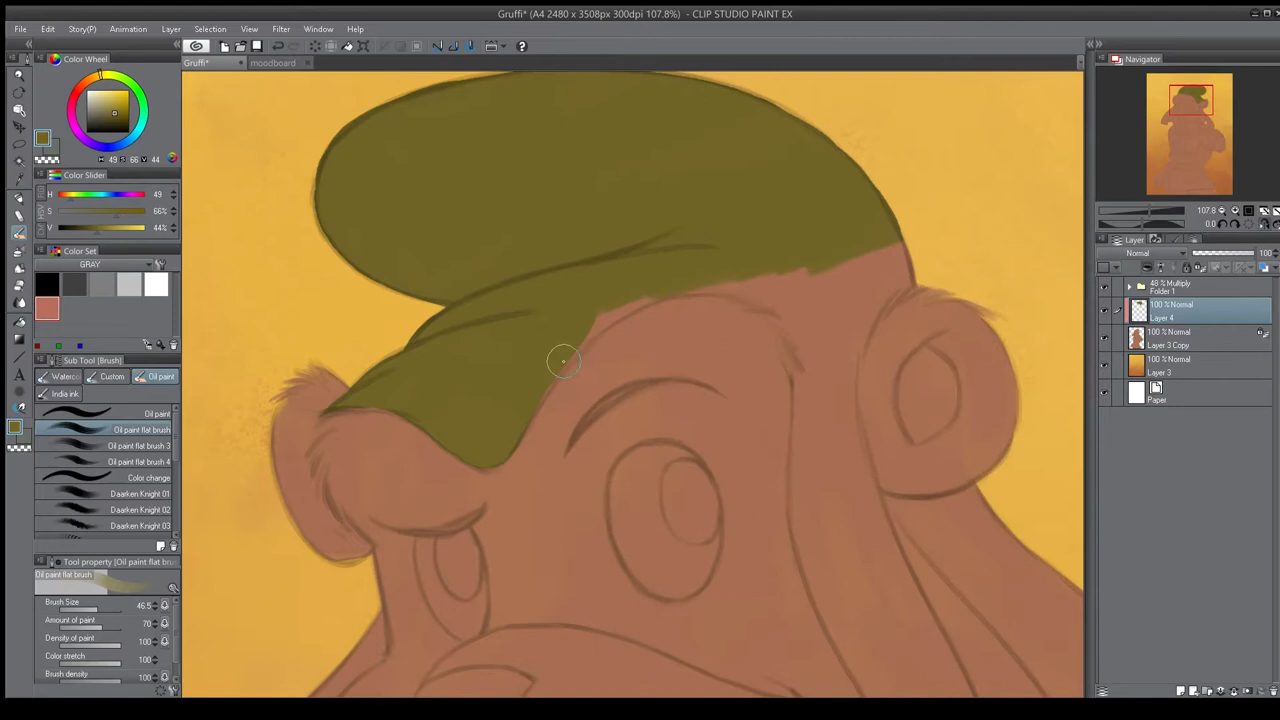 Gruffi* (A4 2480 x 3508px 300dpi 107.8%) - CLIP STUDIO PAINT EX
File Edit Story(P) Animation Layer Selection View Filter Window Help
Color Wheel
Gruffi*
moodboard
Navigator
H 49 S 66 V 44
Color Slider
H 49
S 66%
V 44%
Color Set
GRAY
Sub Tool [Brush]
Waterco
Custom
Oil paint
India ink
Oil paint
Oil paint flat brush
Oil paint flat brush 3
Oil paint flat brush 4
Color change
Daarken Knight 01
Daarken Knight 02
Daarken Knight 03
Tool property [Oil paint flat bru
Oil paint flat brush
Brush Size 46.5
Amount of paint 70
Density of paint 100
Color stretch 100
Brush density 100
107.8
0.0
Layer
Normal 100
48 % Multiply
Folder 1
100 % Normal
Layer 4
100 % Normal
Layer 3 Copy
100 % Normal
Layer 3
Paper